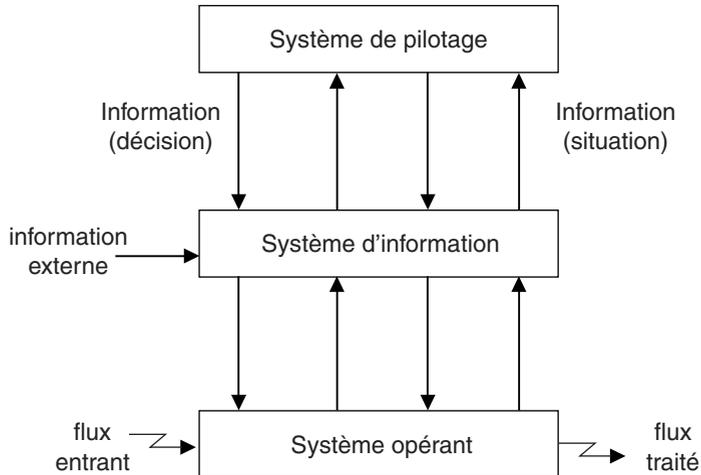 Système de pilotage
Information
(décision)
Information
(situation)
information
externe
Système d’information
flux
entrant
Système opérant
flux
traité